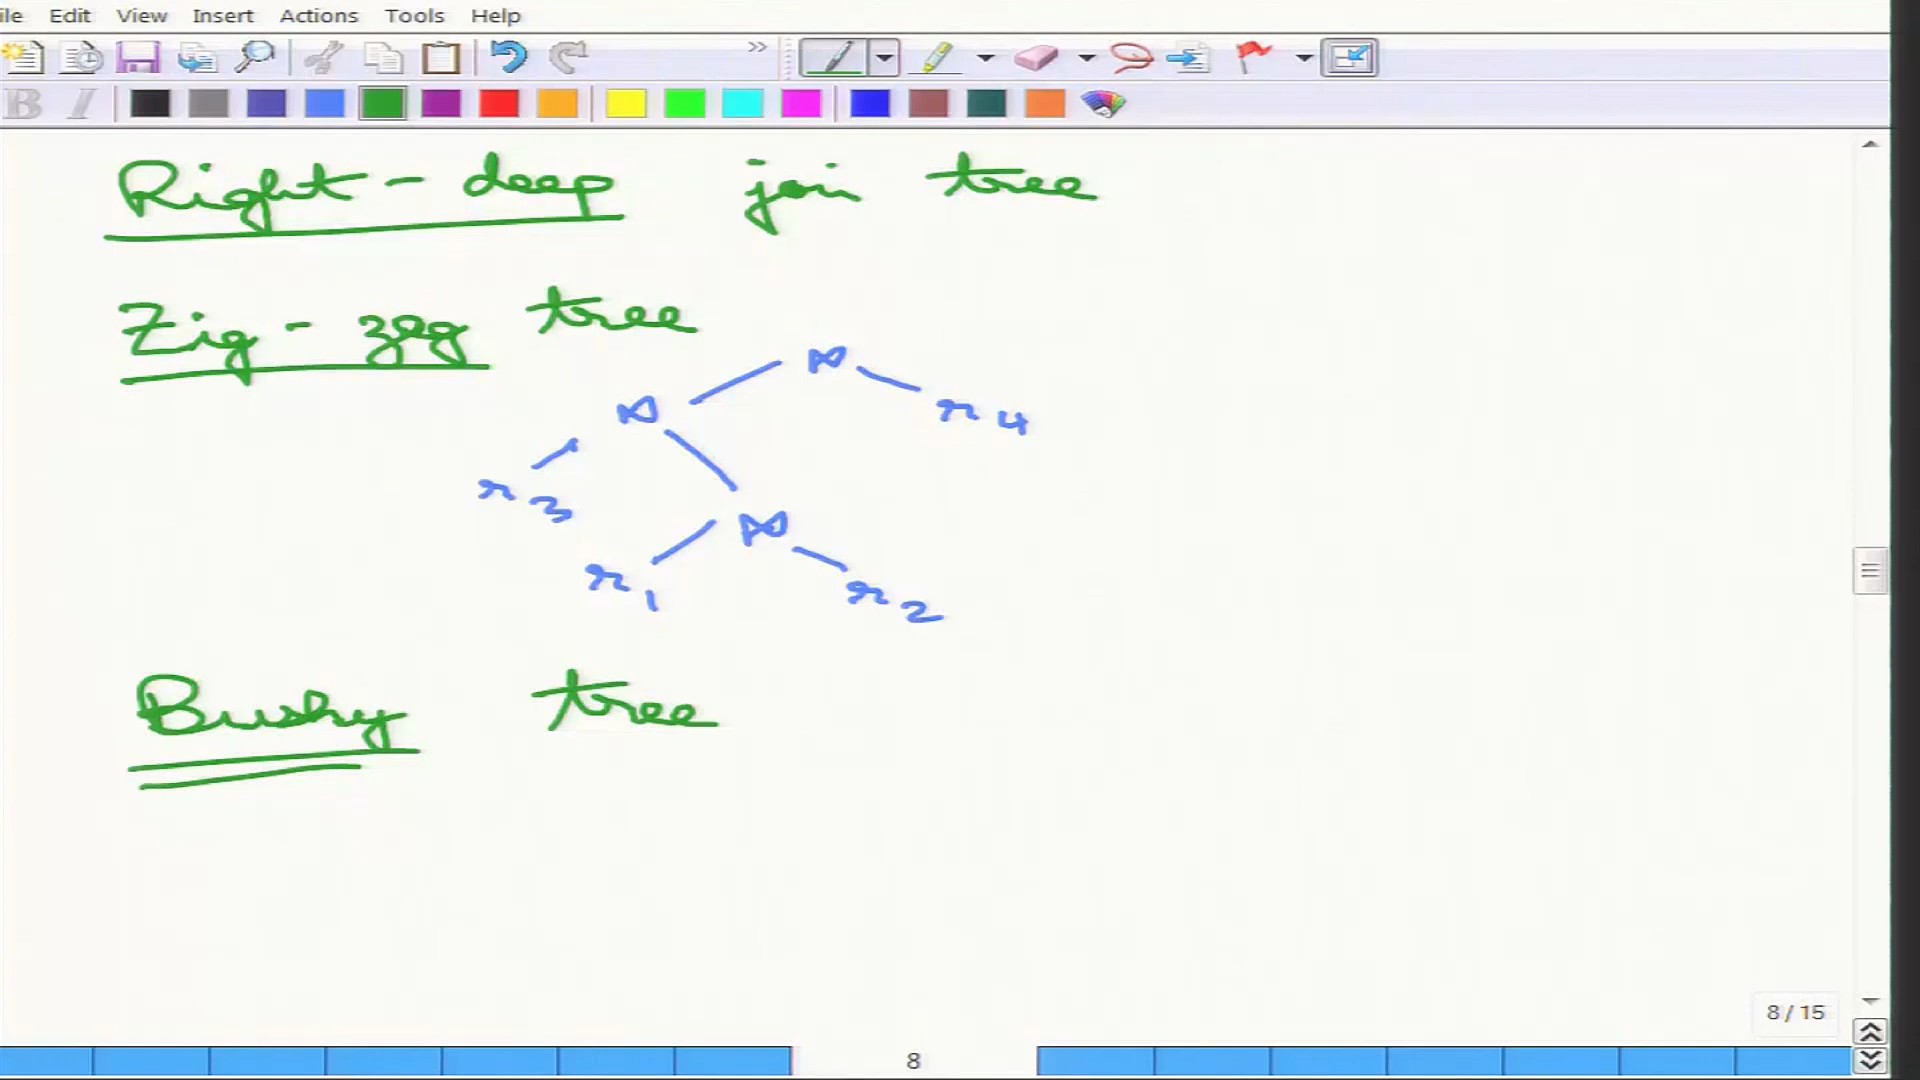 ile Edit View Insert Actions Tools Help
B I
Right-deep join tree
Zig-zag tree
⋈
⋈ r4
r3
⋈
r1 r2
Bushy tree
8 / 15
8